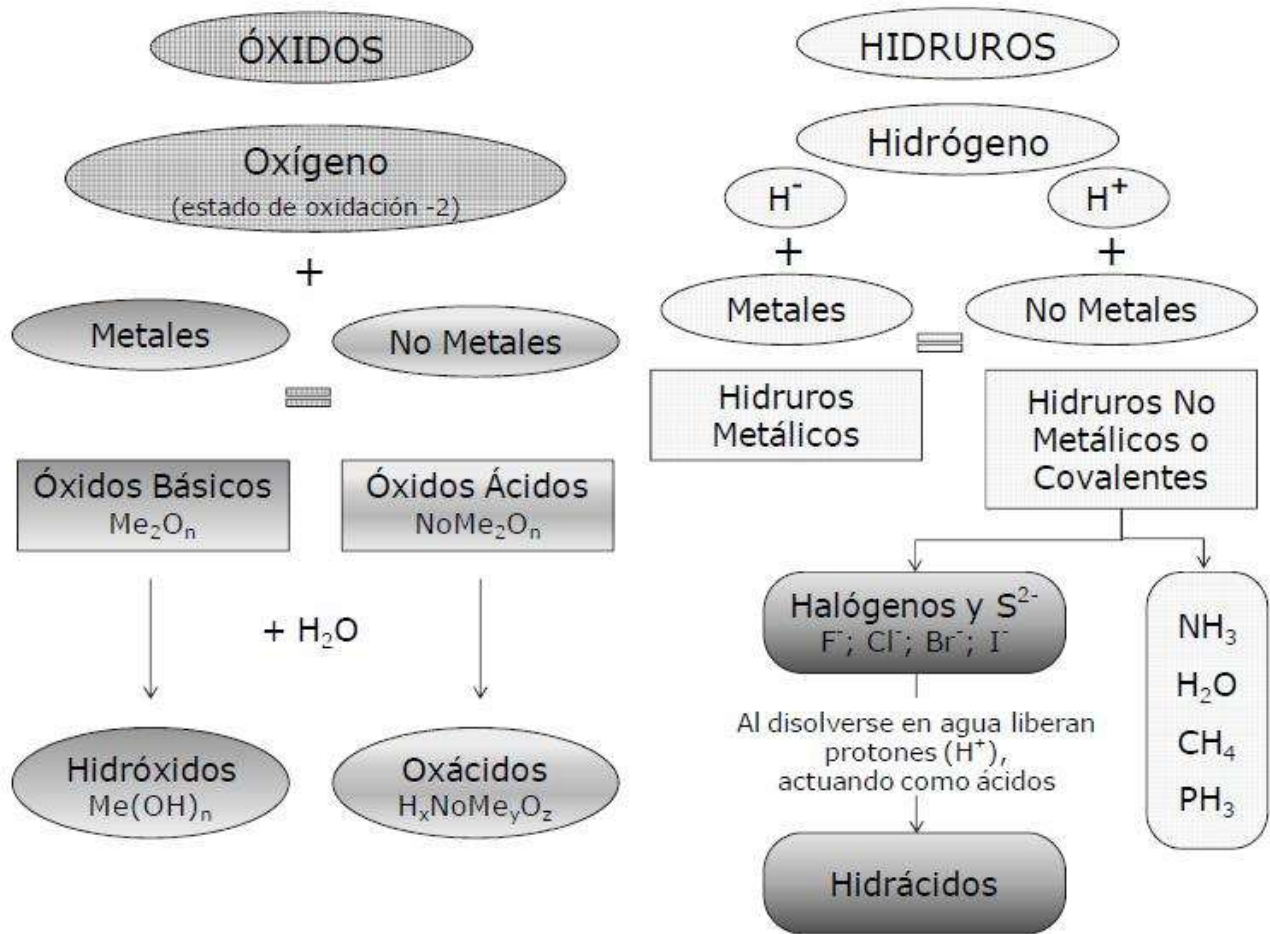 ÓXIDOS
Oxígeno
(estado de oxidación -2)
+
Metales
No Metales
Óxidos Básicos
Me₂Oₙ
Óxidos Ácidos
NoMe₂Oₙ
+ H₂O
Hidróxidos
Me(OH)ₙ
Oxácidos
HₓNoMeᵧO_z
HIDRUROS
Hidrógeno
H⁻
H⁺
+
+
Metales
No Metales
Hidruros
Metálicos
Hidruros No
Metálicos o
Covalentes
Halógenos y S²⁻
F⁻; Cl⁻; Br⁻; I⁻
Al disolverse en agua liberan
protones (H⁺),
actuando como ácidos
Hidrácidos
NH₃
H₂O
CH₄
PH₃